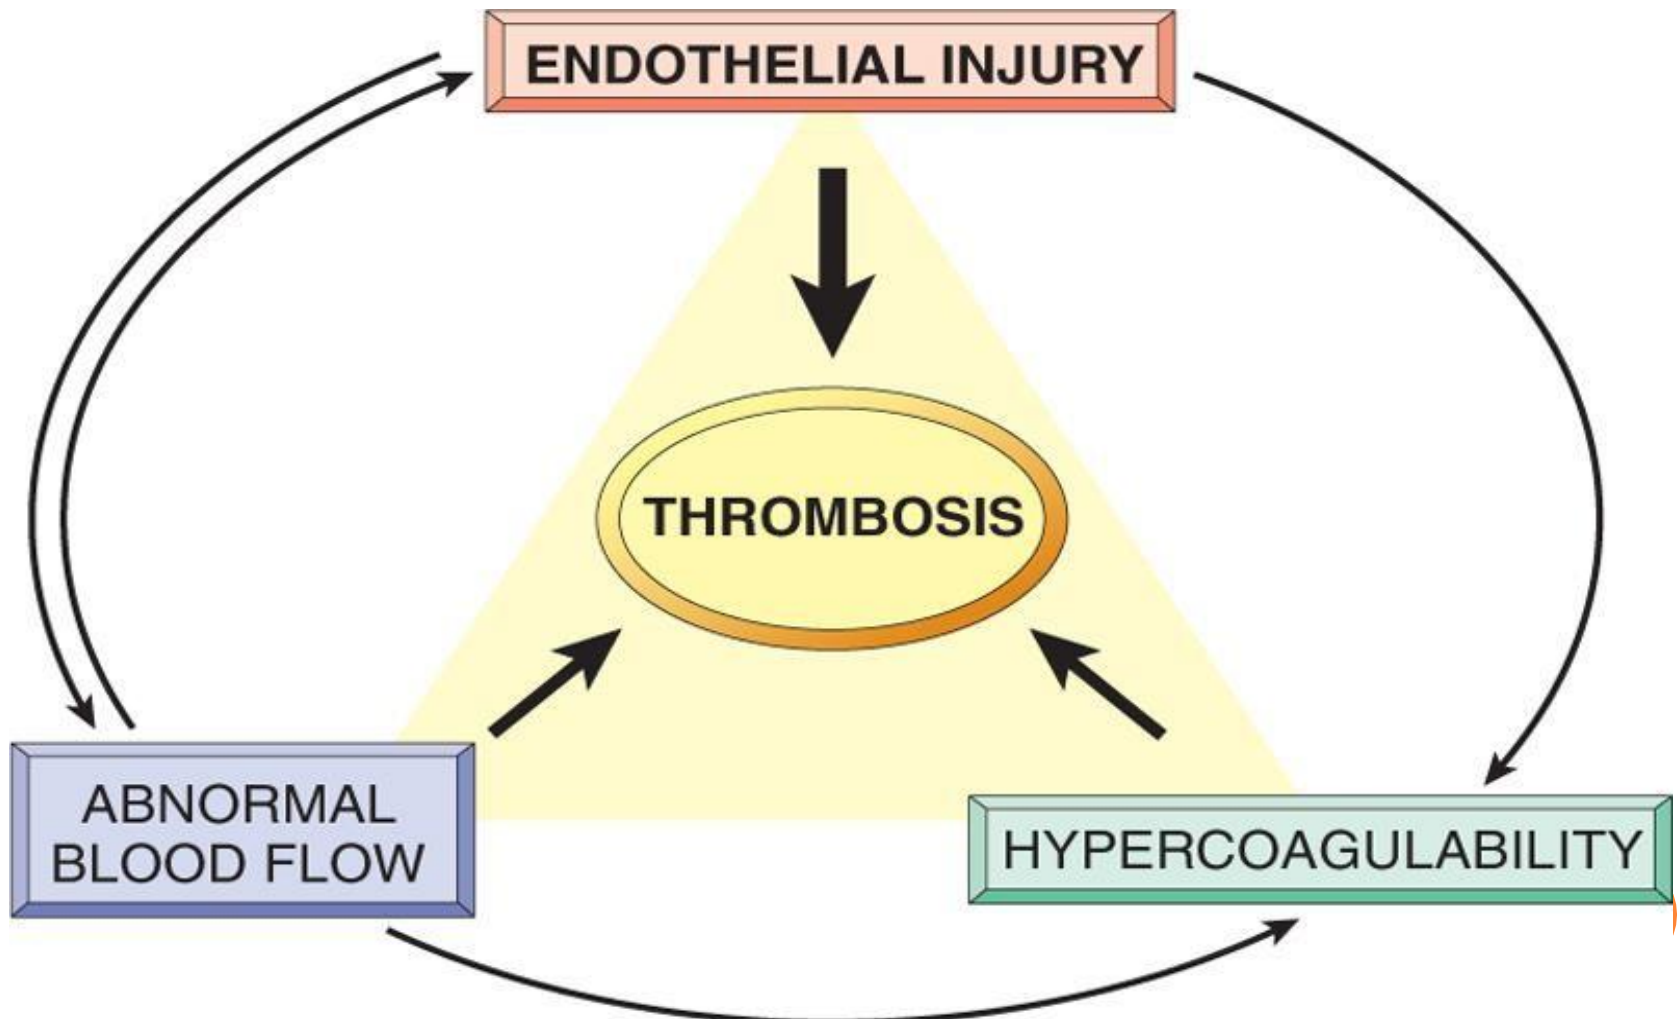 ENDOTHELIAL INJURY
THROMBOSIS
ABNORMAL
BLOOD FLOW
HYPERCOAGULABILITY